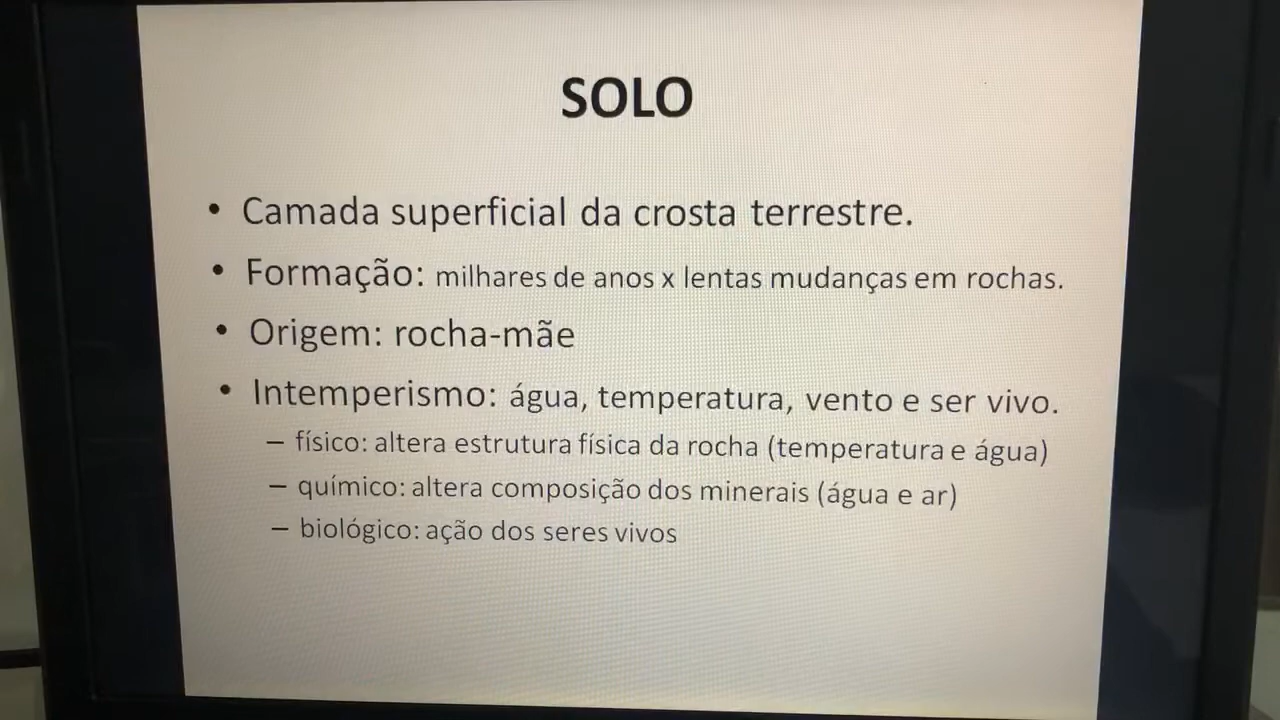 SOLO
• Camada superficial da crosta terrestre.
• Formação: milhares de anos x lentas mudanças em rochas.
• Origem: rocha-mãe
• Intemperismo: água, temperatura, vento e ser vivo.
– físico: altera estrutura física da rocha (temperatura e água)
– químico: altera composição dos minerais (água e ar)
– biológico: ação dos seres vivos